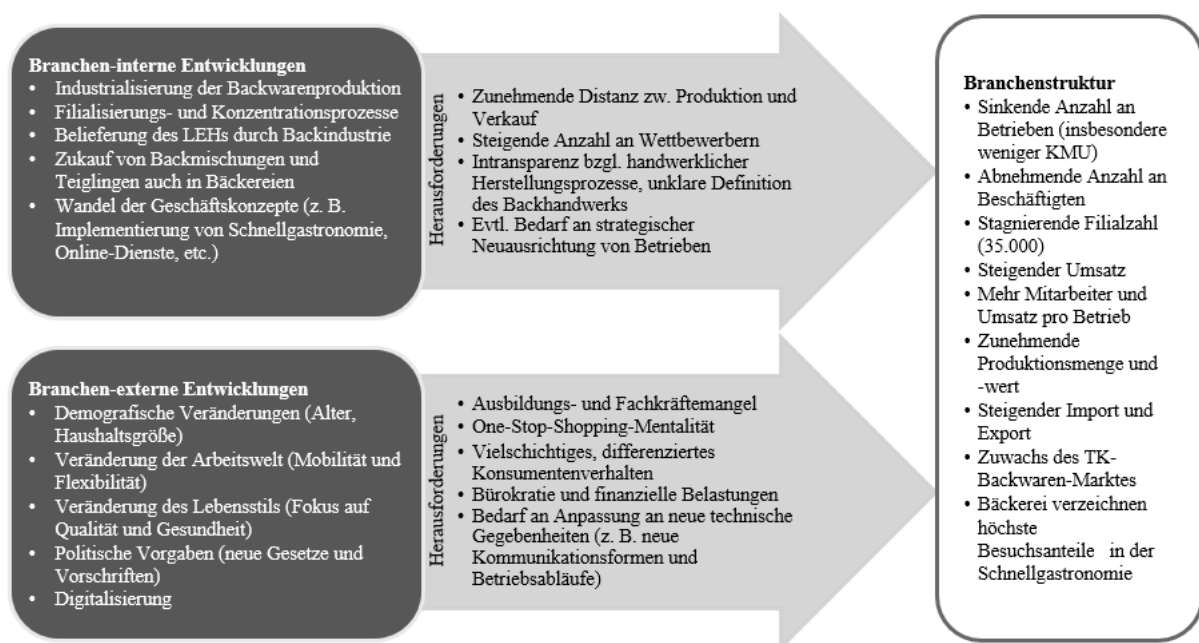 Branchen-interne Entwicklungen
• Industrialisierung der Backwarenproduktion
• Filialisierungs- und Konzentrationsprozesse
• Belieferung des LEHs durch Backindustrie
• Zukauf von Backmischungen und
Teiglingen auch in Bäckereien
• Wandel der Geschäftskonzepte (z. B.
Implementierung von Schnellgastronomie,
Online-Dienste, etc.)
Herausforderungen
• Zunehmende Distanz zw. Produktion und
Verkauf
• Steigende Anzahl an Wettbewerbern
• Intransparenz bzgl. handwerklicher
Herstellungsprozesse, unklare Definition
des Backhandwerks
• Evtl. Bedarf an strategischer
Neuausrichtung von Betrieben
Branchen-externe Entwicklungen
• Demografische Veränderungen (Alter,
Haushaltsgröße)
• Veränderung der Arbeitswelt (Mobilität und
Flexibilität)
• Veränderung des Lebensstils (Fokus auf
Qualität und Gesundheit)
• Politische Vorgaben (neue Gesetze und
Vorschriften)
• Digitalisierung
Herausforderungen
• Ausbildungs- und Fachkräftemangel
• One-Stop-Shopping-Mentalität
• Vielschichtiges, differenziertes
Konsumentenverhalten
• Bürokratie und finanzielle Belastungen
• Bedarf an Anpassung an neue technische
Gegebenheiten (z. B. neue
Kommunikationsformen und
Betriebsabläufe)
Branchenstruktur
• Sinkende Anzahl an
Betrieben (insbesondere
weniger KMU)
• Abnehmende Anzahl an
Beschäftigten
• Stagnierende Filialzahl
(35.000)
• Steigender Umsatz
• Mehr Mitarbeiter und
Umsatz pro Betrieb
• Zunehmende
Produktionsmenge und
-wert
• Steigender Import und
Export
• Zuwachs des TK-
Backwaren-Marktes
• Bäckerei verzeichnen
höchste
Besuchsanteile in der
Schnellgastronomie